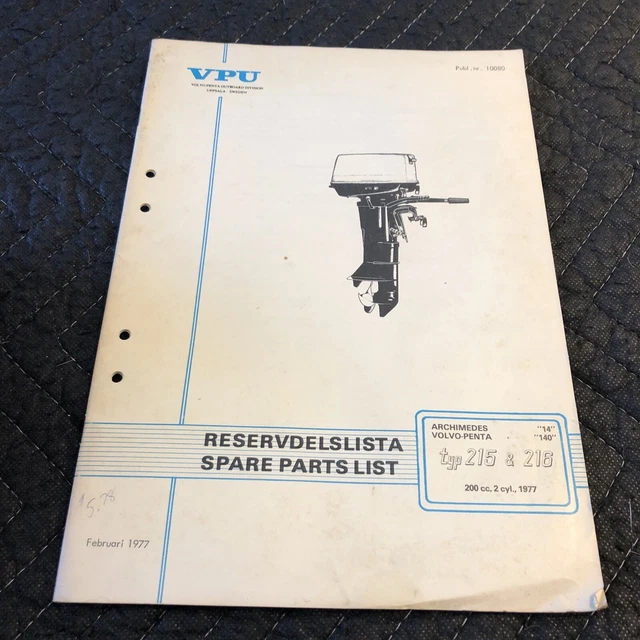 VPU
VOLVO PENTA OUTBOARD DIVISION
UPPSALA SWEDEN
Publ. nr. 10080
RESERVDELSLISTA
SPARE PARTS LIST
ARCHIMEDES "14"
VOLVO-PENTA "140"
typ 215 & 216
200 cc, 2 cyl., 1977
Februari 1977